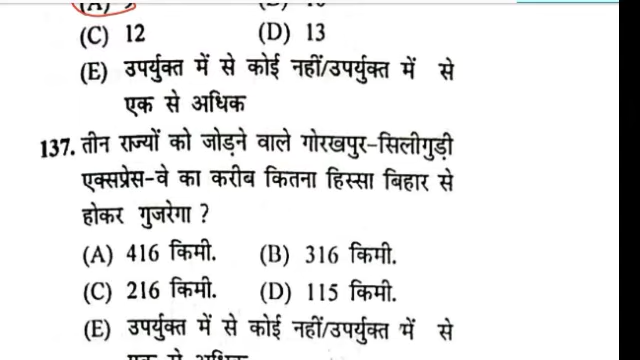 (C) 12 (D) 13
(E) उपर्युक्त में से कोई नहीं/उपर्युक्त में से
एक से अधिक
137. तीन राज्यों को जोड़ने वाले गोरखपुर-सिलीगुड़ी
एक्सप्रेस-वे का करीब कितना हिस्सा बिहार से
होकर गुजरेगा ?
(A) 416 किमी. (B) 316 किमी.
(C) 216 किमी. (D) 115 किमी.
(E) उपर्युक्त में से कोई नहीं/उपर्युक्त में से